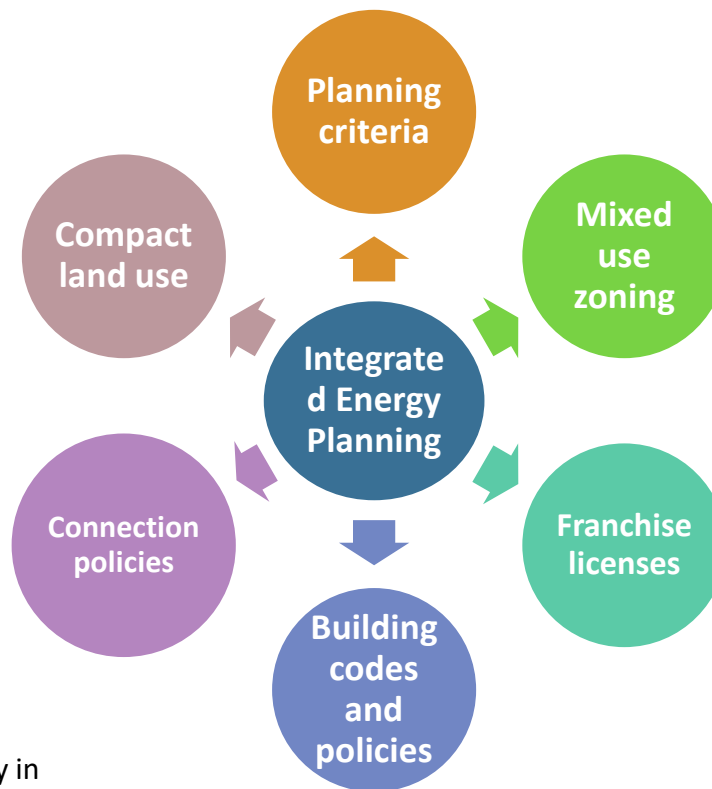 Planning
criteria
Mixed
use
zoning
Franchise
licenses
Building
codes
and
policies
Connection
policies
Compact
land use
Integrate
d Energy
Planning
y in